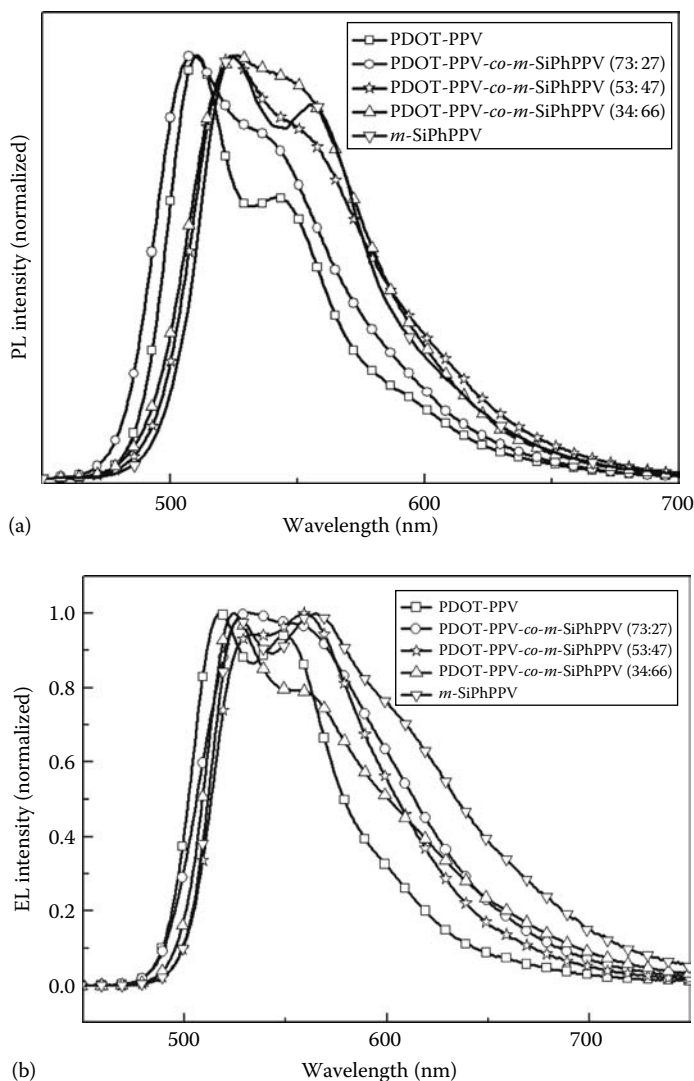 PDOT-PPV
PDOT-PPV-co-m-SiPhPPV (73:27)
PDOT-PPV-co-m-SiPhPPV (53:47)
PDOT-PPV-co-m-SiPhPPV (34:66)
m-SiPhPPV
PL intensity (normalized)
500
600
700
Wavelength (nm)
(a)
PDOT-PPV
PDOT-PPV-co-m-SiPhPPV (73:27)
PDOT-PPV-co-m-SiPhPPV (53:47)
PDOT-PPV-co-m-SiPhPPV (34:66)
m-SiPhPPV
EL intensity (normalized)
1.0
0.8
0.6
0.4
0.2
0.0
500
600
700
Wavelength (nm)
(b)